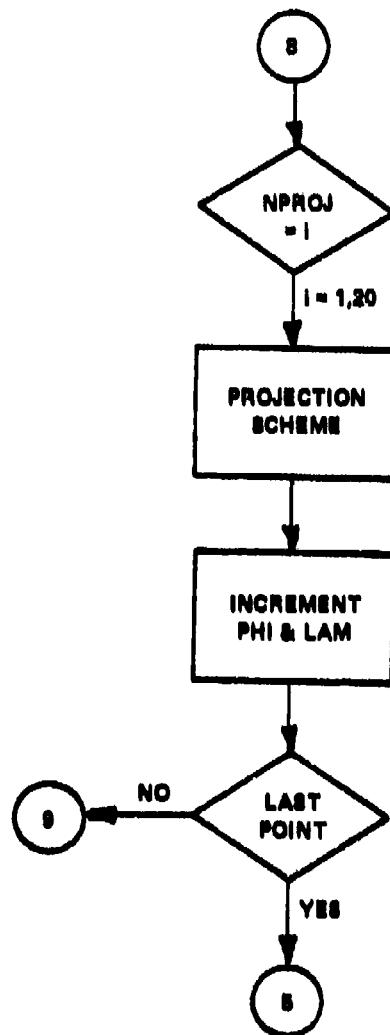 8
NPROJ
= i
i = 1,20
PROJECTION
SCHEME
INCREMENT
PHI & LAM
LAST
POINT
NO
9
YES
5